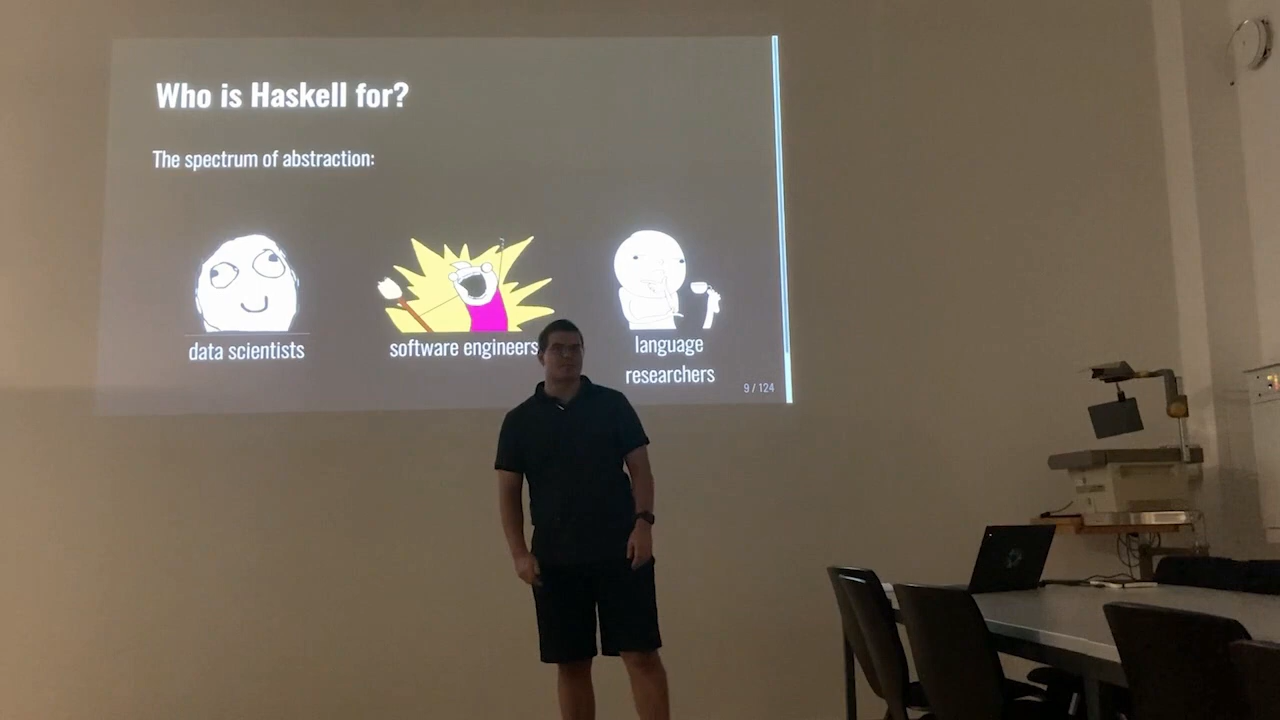 Who is Haskell for?
The spectrum of abstraction:
data scientists
software engineers
language
researchers
9 / 124